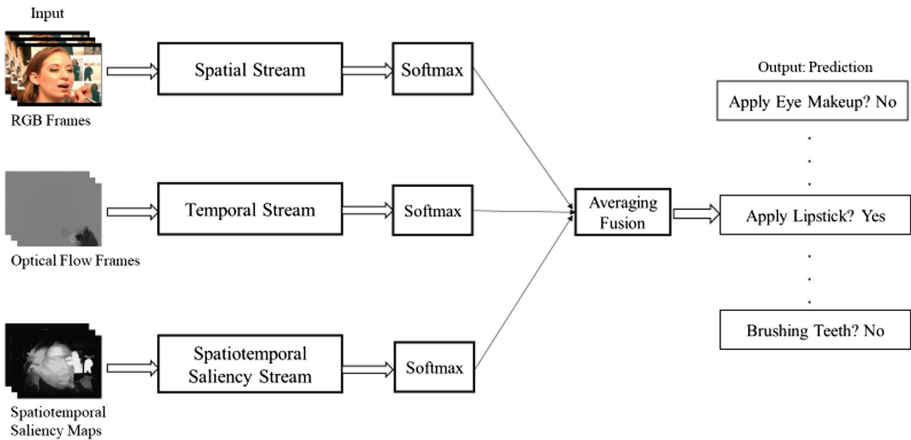 Input
RGB Frames
Spatial Stream
Softmax
Optical Flow Frames
Temporal Stream
Softmax
Spatiotemporal
Saliency Maps
Spatiotemporal
Saliency Stream
Softmax
Averaging
Fusion
Output: Prediction
Apply Eye Makeup? No
Apply Lipstick? Yes
Brushing Teeth? No